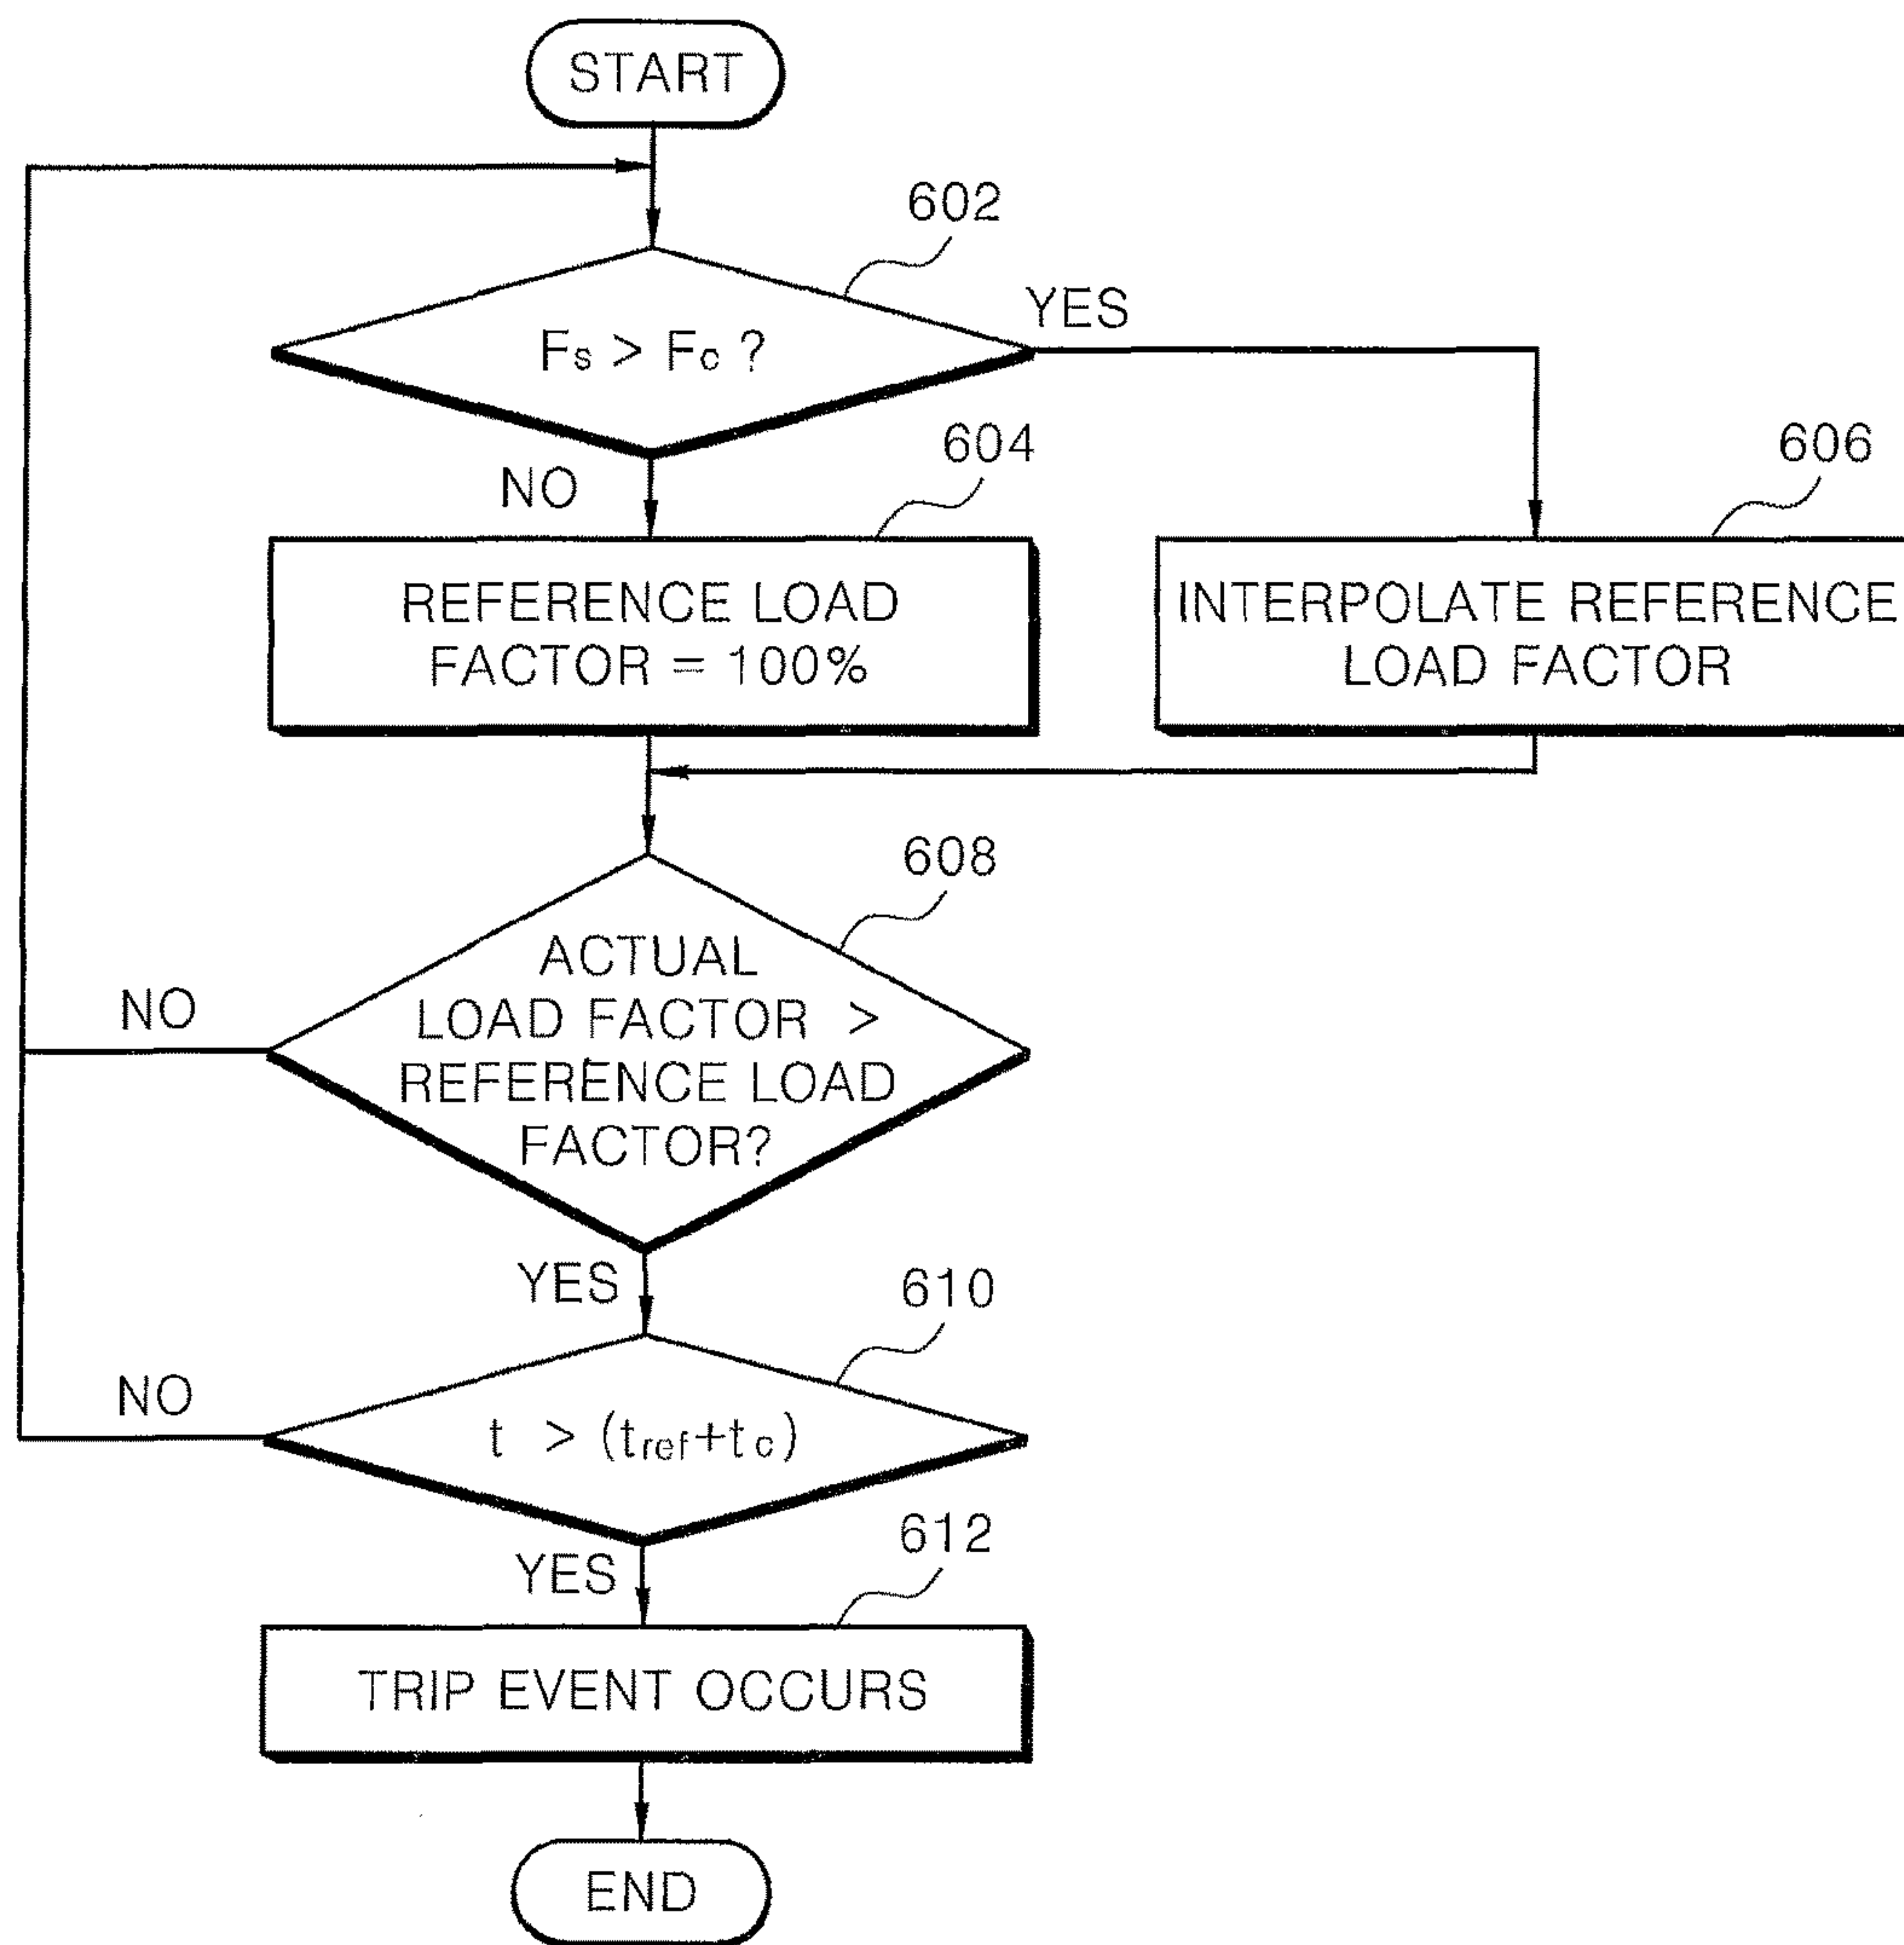 START
602
Fs > Fc ?
YES
NO
604
606
REFERENCE LOAD
FACTOR = 100%
INTERPOLATE REFERENCE
LOAD FACTOR
608
ACTUAL
LOAD FACTOR >
REFERENCE LOAD
FACTOR?
NO
YES
610
t > (tref+tc)
NO
YES
612
TRIP EVENT OCCURS
END